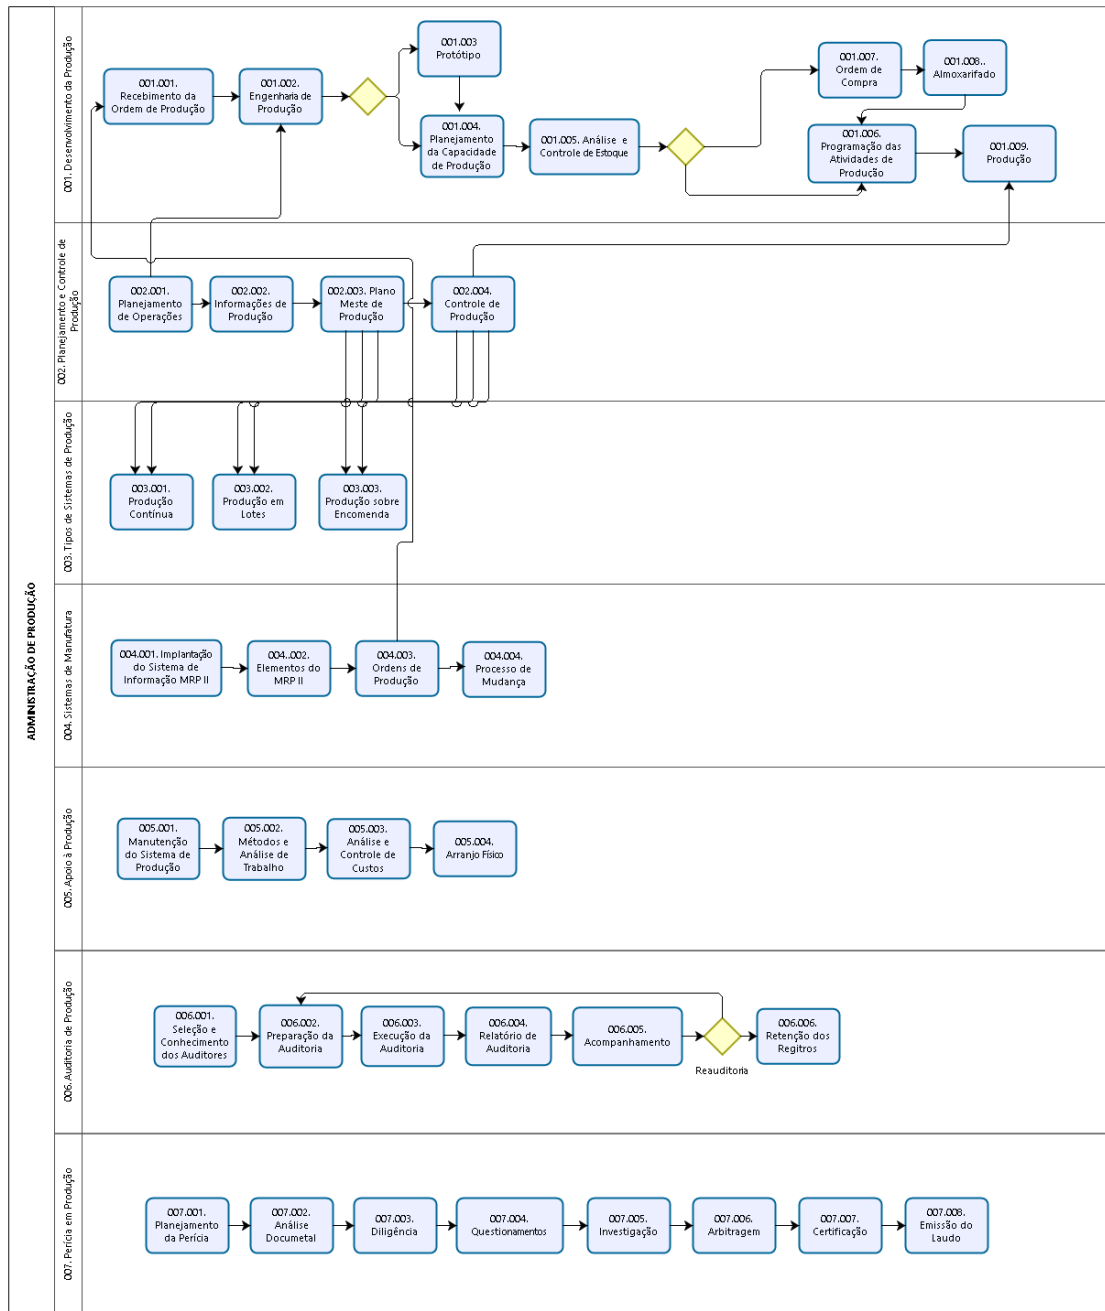 ADMINISTRAÇÃO DE PRODUÇÃO
001. Desenvolvimento da Produção
001.001.
Recebimento da
Ordem de Produção
001.002.
Engenharia de
Produção
001.003
Protótipo
001.004.
Planejamento
da Capacidade
de Produção
001.005. Análise e
Controle de Estoque
001.007.
Ordem de
Compra
001.008..
Almoxarifado
001.006.
Programação das
Atividades de
Produção
001.009.
Produção
002. Planejamento e Controle de
Produção
002.001.
Planejamento
de Operações
002.002.
Informações de
Produção
002.003. Plano
Meste de
Produção
002.004.
Controle de
Produção
003. Tipos de Sistemas de Produção
003.001.
Produção
Contínua
003.002.
Produção em
Lotes
003.003.
Produção sobre
Encomenda
004. Sistemas de Manufatura
004.001. Implantação
do Sistema de
Informação MRP II
004..002.
Elementos do
MRP II
004.003.
Ordens de
Produção
004.004.
Processo de
Mudança
005. Apoio à Produção
005.001.
Manutenção
do Sistema de
Produção
005.002.
Métodos e
Análise de
Trabalho
005.003.
Análise e
Controle de
Custos
005.004.
Arranjo Físico
006. Auditoria de Produção
006.001.
Seleção e
Conhecimento
dos Auditores
006.002.
Preparação da
Auditoria
006.003.
Execução da
Auditoria
006.004.
Relatório de
Auditoria
006.005.
Acompanhamento
Reauditoria
006.006.
Retenção dos
Regitros
007. Perícia em Produção
007.001.
Planejamento
da Perícia
007.002.
Análise
Documetal
007.003.
Diligência
007.004.
Questionamentos
007.005.
Investigação
007.006.
Arbitragem
007.007.
Certificação
007.008.
Emissão do
Laudo